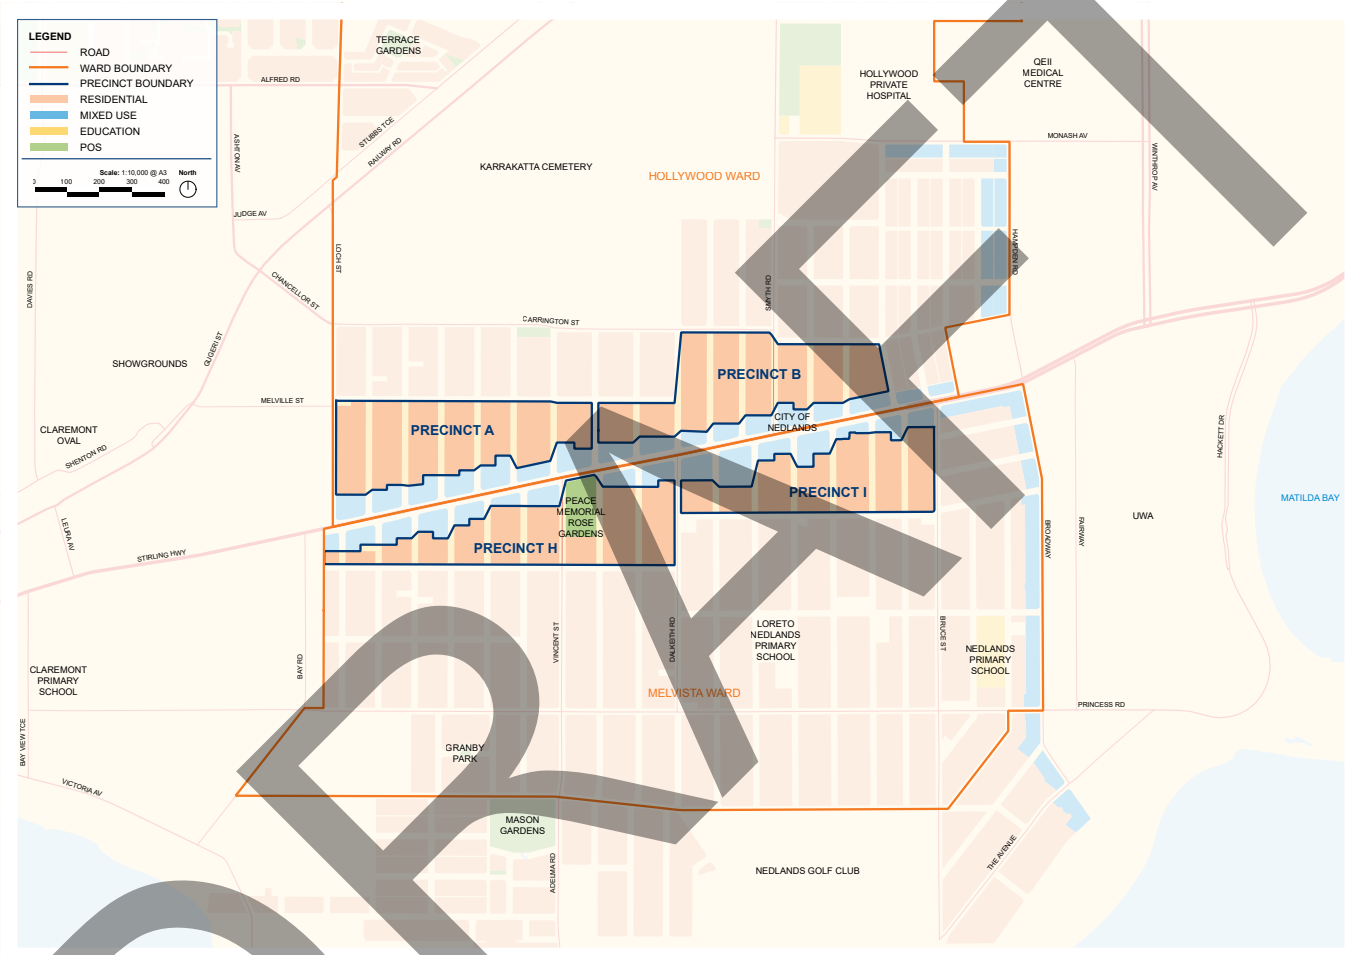 LEGEND
ROAD
WARD BOUNDARY
PRECINCT BOUNDARY
RESIDENTIAL
MIXED USE
EDUCATION
POS
Scale: 1:10,000 @ A3 North
0 100 200 300 400
TERRACE
GARDENS
ALFRED RD
ASHTON AV
STUBBS TCE
RAILWAY RD
KARRAKATTA CEMETERY
HOLLYWOOD
PRIVATE
HOSPITAL
QEII
MEDICAL
CENTRE
MONASH AV
WINTHROP AV
HOLLYWOOD WARD
JUDGE AV
LOCH ST
CHANCELLOR ST
DAVIES RD
GUGERI ST
SMYTH RD
HAMPDEN RD
CARRINGTON ST
SHOWGROUNDS
MELVILLE ST
PRECINCT B
CLAREMONT
OVAL
SHENTON RD
PRECINCT A
CITY OF
NEDLANDS
HACKETT DR
PRECINCT I
MATILDA BAY
PEACE
MEMORIAL
ROSE
GARDENS
UWA
LEURA AV
STIRLING HWY
PRECINCT H
BROADWAY
FAIRWAY
VINCENT ST
DALKEITH RD
LORETO
NEDLANDS
PRIMARY
SCHOOL
BRUCE ST
NEDLANDS
PRIMARY
SCHOOL
CLAREMONT
PRIMARY
SCHOOL
BAY RD
MELVISTA WARD
PRINCESS RD
BAY VIEW TCE
GRANBY
PARK
VICTORIA AV
MASON
GARDENS
ADELMA RD
NEDLANDS GOLF CLUB
THE AVENUE
DRAFT